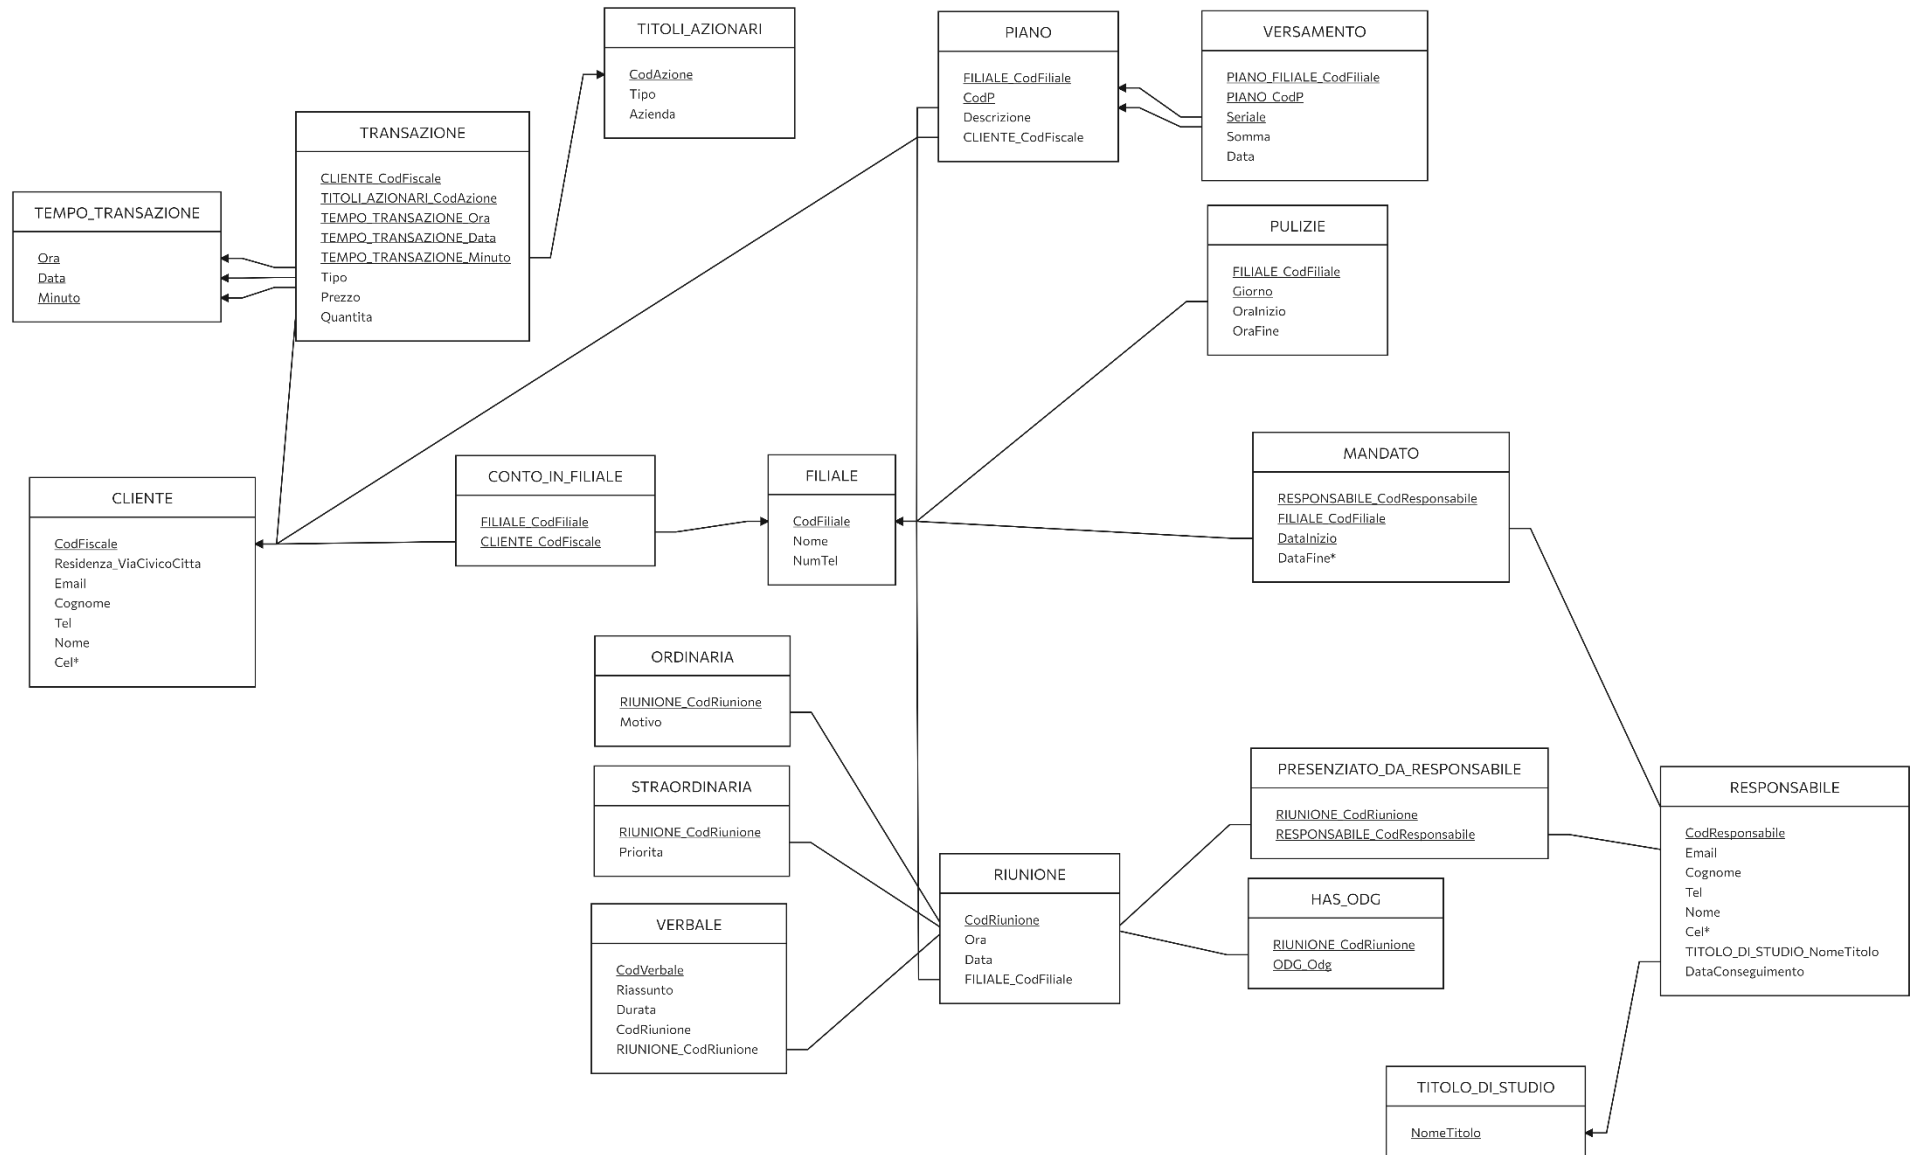 TITOLI_AZIONARI
CodAzione
Tipo
Azienda
PIANO
FILIALE_CodFiliale
CodP
Descrizione
CLIENTE_CodFiscale
VERSAMENTO
PIANO_FILIALE_CodFiliale
PIANO_CodP
Seriale
Somma
Data
TRANSAZIONE
CLIENTE_CodFiscale
TITOLI_AZIONARI_CodAzione
TEMPO_TRANSAZIONE_Ora
TEMPO_TRANSAZIONE_Data
TEMPO_TRANSAZIONE_Minuto
Tipo
Prezzo
Quantita
TEMPO_TRANSAZIONE
Ora
Data
Minuto
PULIZIE
FILIALE_CodFiliale
Giorno
OraInizio
OraFine
CLIENTE
CodFiscale
Residenza_ViaCivicoCitta
Email
Cognome
Tel
Nome
Cel*
CONTO_IN_FILIALE
FILIALE_CodFiliale
CLIENTE_CodFiscale
FILIALE
CodFiliale
Nome
NumTel
MANDATO
RESPONSABILE_CodResponsabile
FILIALE_CodFiliale
DataInizio
DataFine*
ORDINARIA
RIUNIONE_CodRiunione
Motivo
STRAORDINARIA
RIUNIONE_CodRiunione
Priorita
VERBALE
CodVerbale
Riassunto
Durata
CodRiunione
RIUNIONE_CodRiunione
RIUNIONE
CodRiunione
Ora
Data
FILIALE_CodFiliale
PRESENZIATO_DA_RESPONSABILE
RIUNIONE_CodRiunione
RESPONSABILE_CodResponsabile
HAS_ODG
RIUNIONE_CodRiunione
ODG_Odg
RESPONSABILE
CodResponsabile
Email
Cognome
Tel
Nome
Cel*
TITOLO_DI_STUDIO_NomeTitolo
DataConseguimento
TITOLO_DI_STUDIO
NomeTitolo